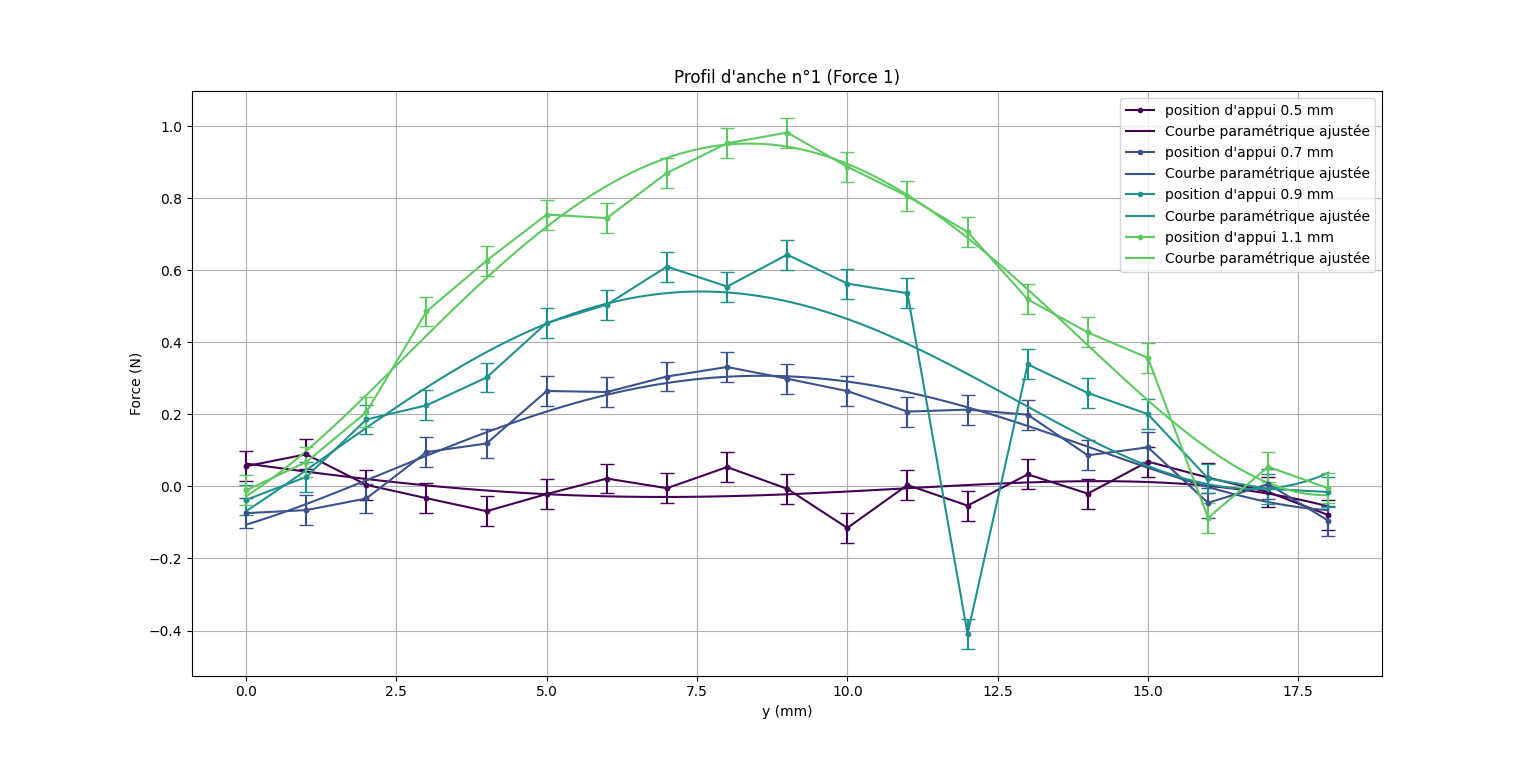 Profil d'anche n°1 (Force 1)
position d'appui 0.5 mm
Courbe paramétrique ajustée
position d'appui 0.7 mm
Courbe paramétrique ajustée
position d'appui 0.9 mm
Courbe paramétrique ajustée
position d'appui 1.1 mm
Courbe paramétrique ajustée
Force (N)
1.0
0.8
0.6
0.4
0.2
0.0
−0.2
−0.4
0.0 2.5 5.0 7.5 10.0 12.5 15.0 17.5
y (mm)